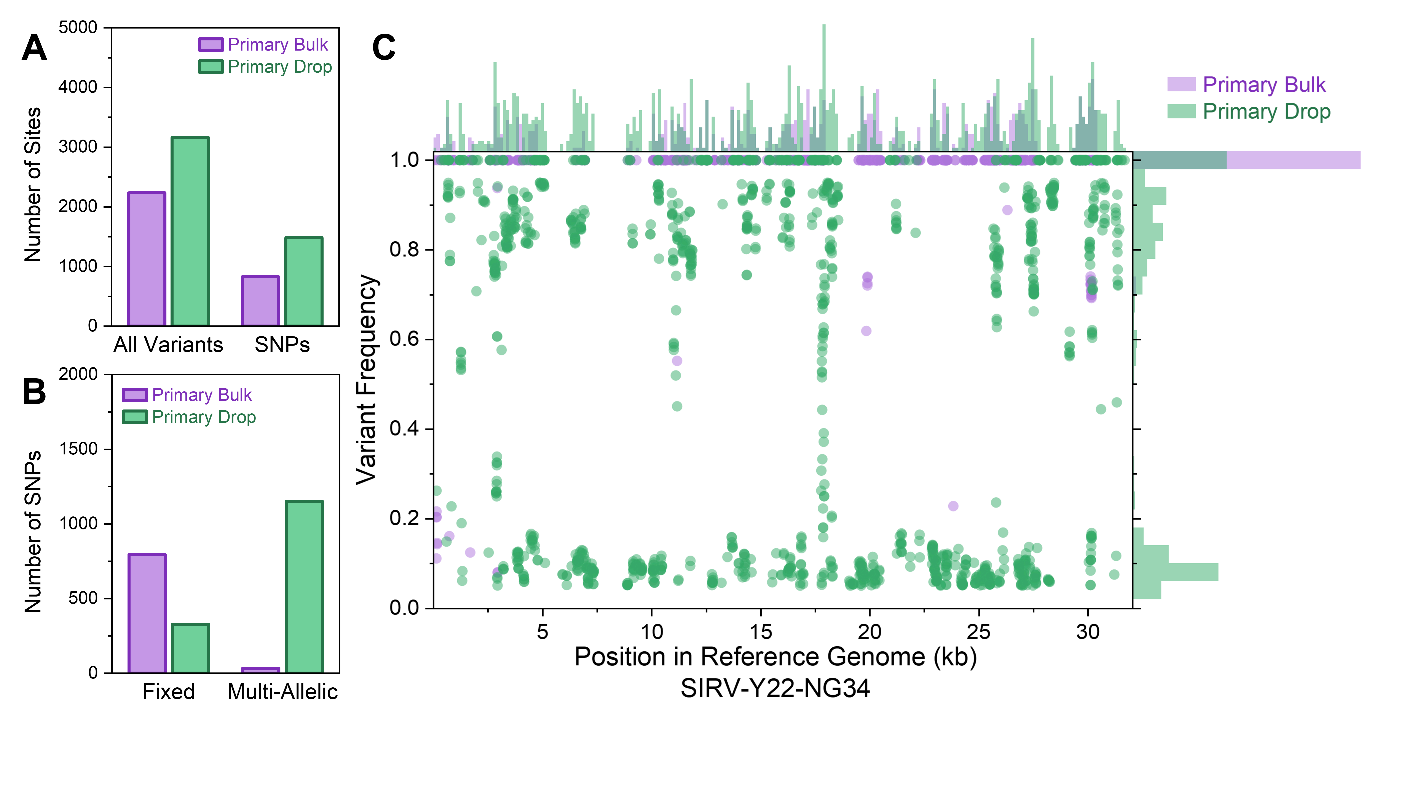 A
5000
4000
3000
2000
1000
0
Number of Sites
Primary Bulk
Primary Drop
All Variants
SNPs
B
2000
1500
1000
500
0
Number of SNPs
Primary Bulk
Primary Drop
Fixed
Multi-Allelic
C
Primary Bulk
Primary Drop
1.0
0.8
0.6
0.4
0.2
0.0
Variant Frequency
5
10
15
20
25
30
Position in Reference Genome (kb)
SIRV-Y22-NG34